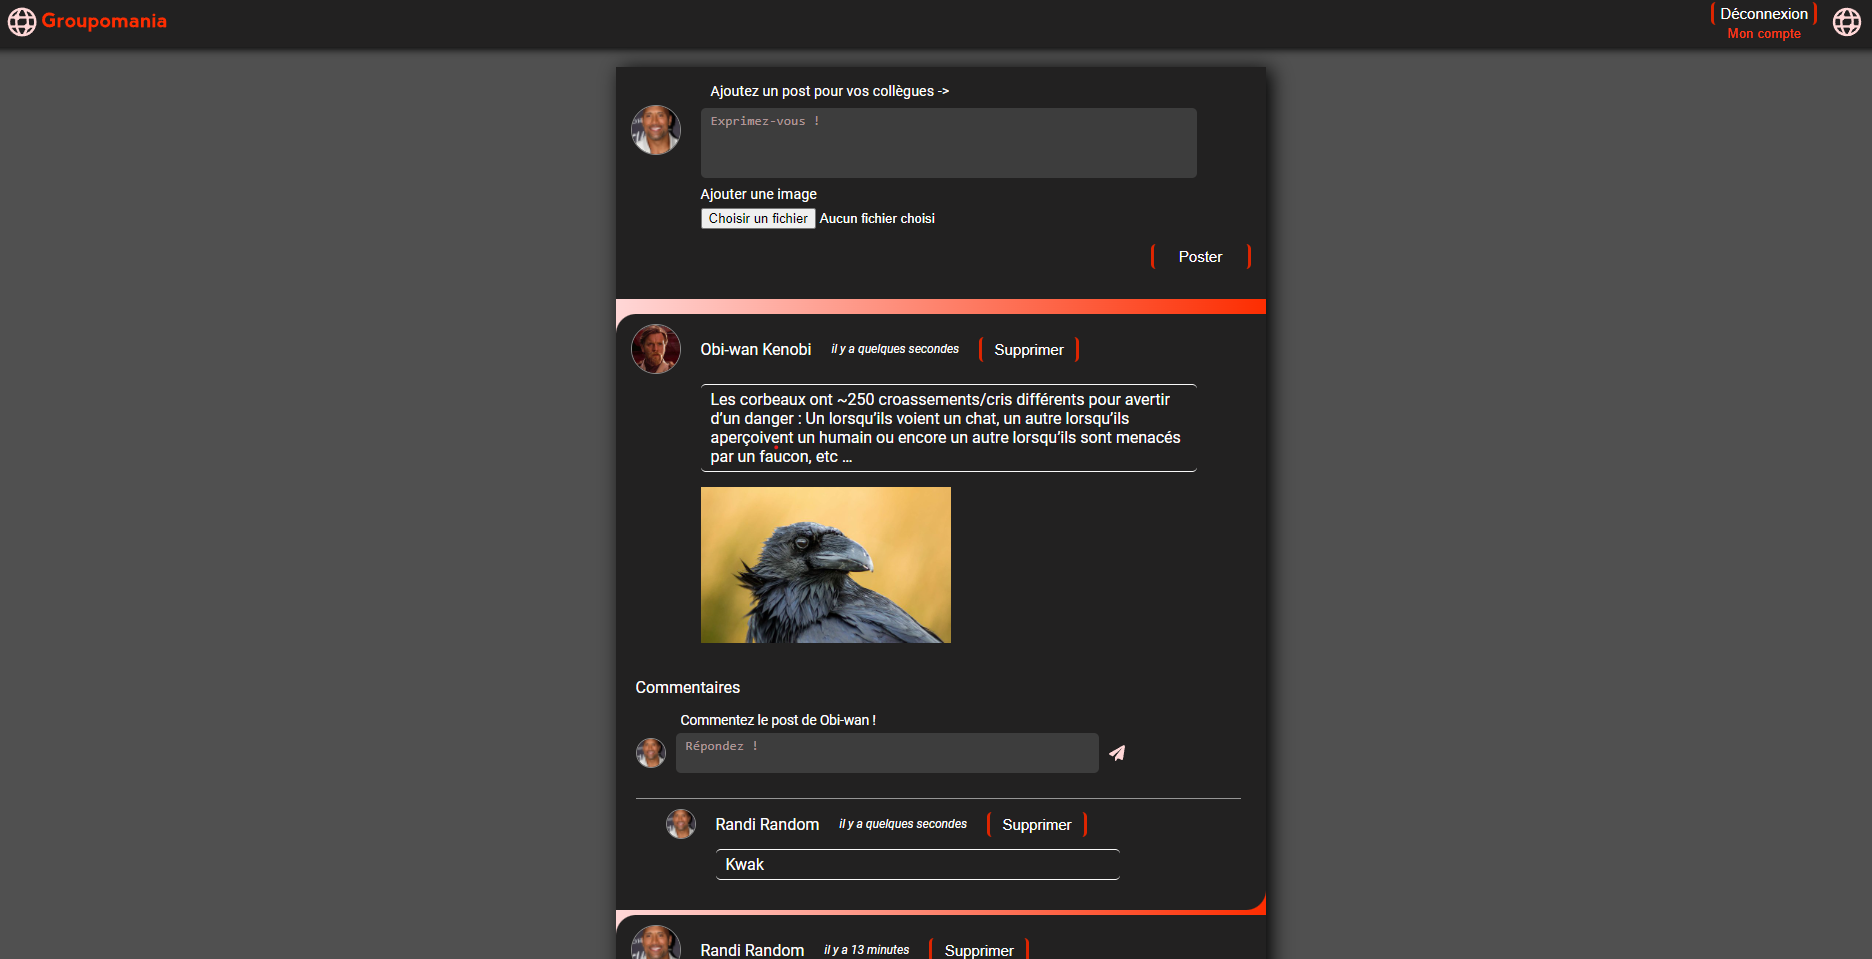 Groupomania
Déconnexion
Mon compte
Ajoutez un post pour vos collègues ->
Exprimez-vous !
Ajouter une image
Choisir un fichier Aucun fichier choisi
Poster
Obi-wan Kenobi il y a quelques secondes Supprimer
Les corbeaux ont ~250 croassements/cris différents pour avertir
d’un danger : Un lorsqu’ils voient un chat, un autre lorsqu’ils
aperçoivent un humain ou encore un autre lorsqu’ils sont menacés
par un faucon, etc ...
Commentaires
Commentez le post de Obi-wan !
Répondez !
Randi Random il y a quelques secondes Supprimer
Kwak
Randi Random il y a 13 minutes Supprimer